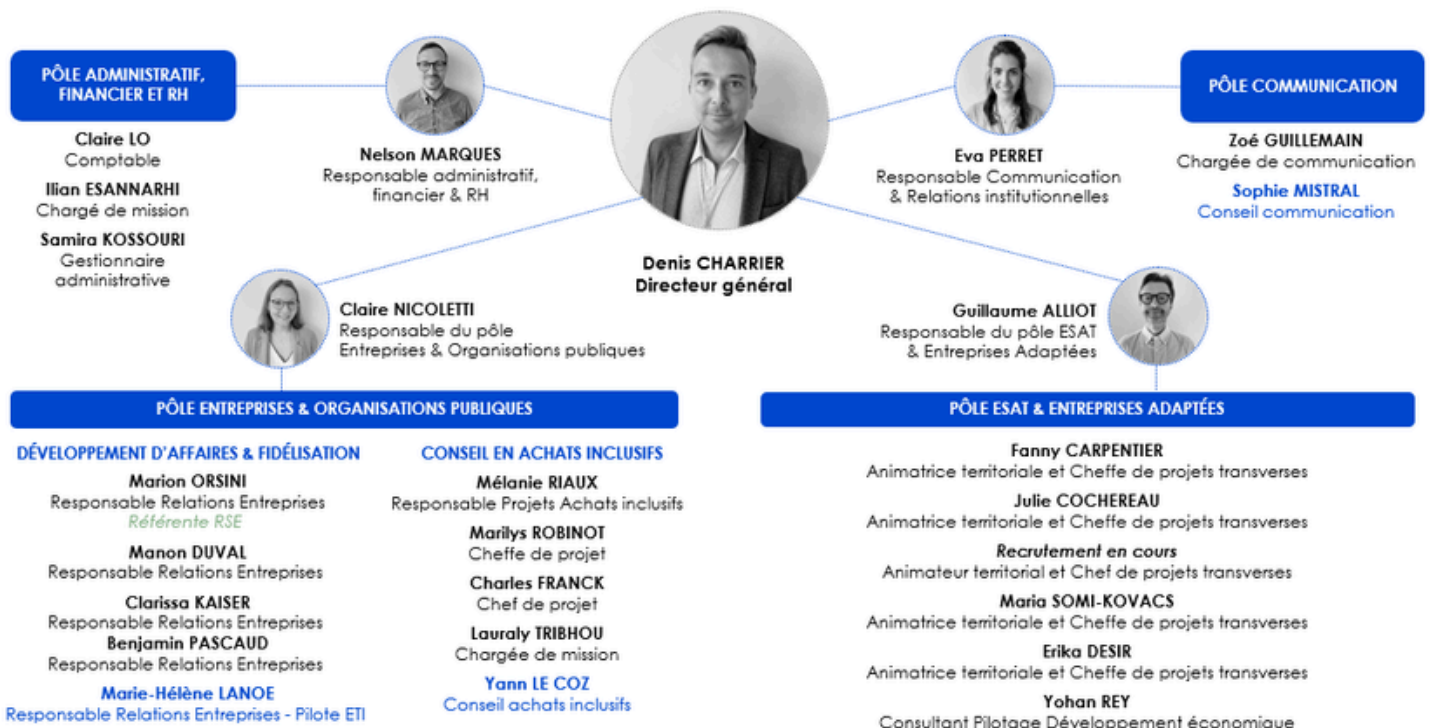 PÔLE ADMINISTRATIF,
FINANCIER ET RH
Claire LO
Comptable
Ilian ESANNARHI
Chargé de mission
Samira KOSSOURI
Gestionnaire
administrative
Nelson MARQUES
Responsable administratif,
financier & RH
Denis CHARRIER
Directeur général
Eva PERRET
Responsable Communication
& Relations institutionnelles
PÔLE COMMUNICATION
Zoé GUILLEMAIN
Chargée de communication
Sophie MISTRAL
Conseil communication
Claire NICOLETTI
Responsable du pôle
Entreprises & Organisations publiques
Guillaume ALLIOT
Responsable du pôle ESAT
& Entreprises Adaptées
PÔLE ENTREPRISES & ORGANISATIONS PUBLIQUES
DÉVELOPPEMENT D'AFFAIRES & FIDÉLISATION
Marion ORSINI
Responsable Relations Entreprises
Référente RSE
Manon DUVAL
Responsable Relations Entreprises
Clarissa KAISER
Responsable Relations Entreprises
Benjamin PASCAUD
Responsable Relations Entreprises
Marie-Hélène LANOE
Responsable Relations Entreprises - Pilote ETI
CONSEIL EN ACHATS INCLUSIFS
Mélanie RIAUX
Responsable Projets Achats inclusifs
Marilys ROBINOT
Cheffe de projet
Charles FRANCK
Chef de projet
Lauraly TRIBHOU
Chargée de mission
Yann LE COZ
Conseil achats inclusifs
PÔLE ESAT & ENTREPRISES ADAPTÉES
Fanny CARPENTIER
Animatrice territoriale et Cheffe de projets transverses
Julie COCHEREAU
Animatrice territoriale et Cheffe de projets transverses
Recrutement en cours
Animateur territorial et Chef de projets transverses
Maria SOMI-KOVACS
Animatrice territoriale et Cheffe de projets transverses
Erika DESIR
Animatrice territoriale et Cheffe de projets transverses
Yohan REY
Consultant Pilotage Développement économique